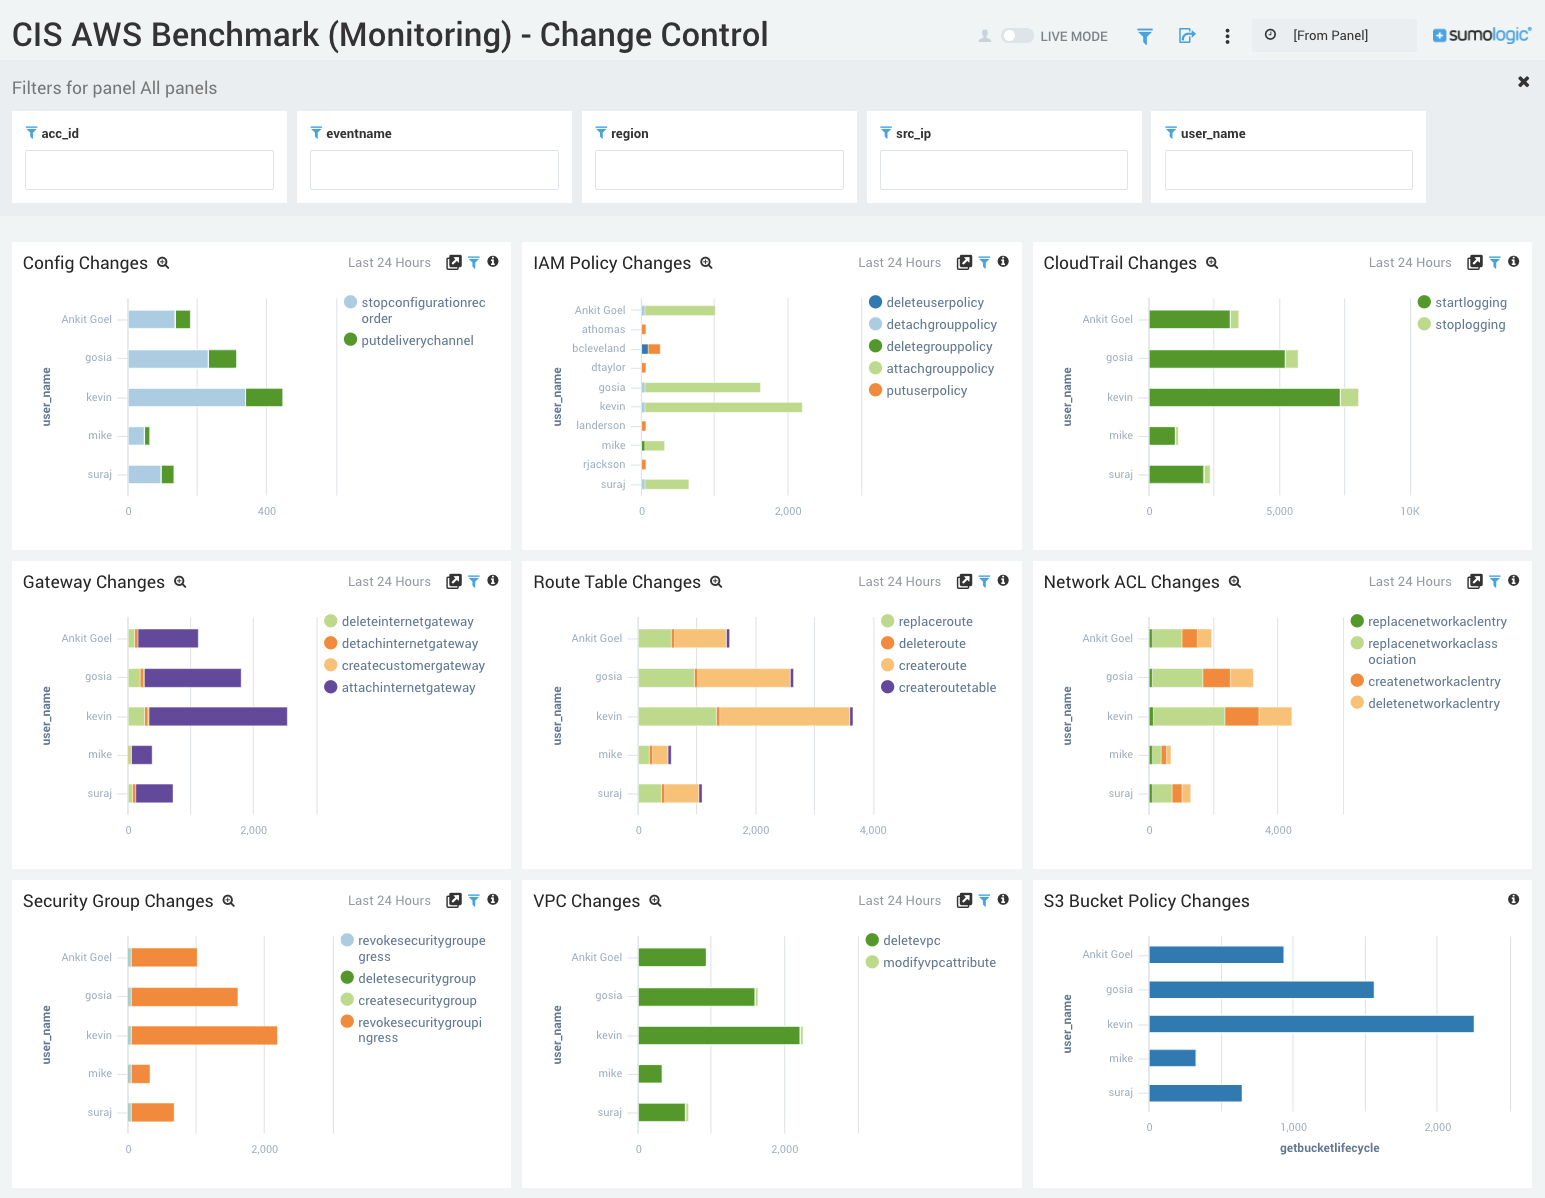 CIS AWS Benchmark (Monitoring) - Change Control
LIVE MODE
[From Panel]
sumologic
Filters for panel All panels
acc_id
eventname
region
src_ip
user_name
Config Changes
Last 24 Hours
user_name
Ankit Goel
gosia
kevin
mike
suraj
0
400
stopconfigurationrec
order
putdeliverychannel
IAM Policy Changes
Last 24 Hours
user_name
Ankit Goel
athomas
bcleveland
dtaylor
gosia
kevin
landerson
mike
rjackson
suraj
0
2,000
deleteuserpolicy
detachgrouppolicy
deletegrouppolicy
attachgrouppolicy
putuserpolicy
CloudTrail Changes
Last 24 Hours
user_name
Ankit Goel
gosia
kevin
mike
suraj
0
5,000
10K
startlogging
stoplogging
Gateway Changes
Last 24 Hours
user_name
Ankit Goel
gosia
kevin
mike
suraj
0
2,000
deleteinternetgateway
detachinternetgateway
createcustomergateway
attachinternetgateway
Route Table Changes
Last 24 Hours
user_name
Ankit Goel
gosia
kevin
mike
suraj
0
2,000
4,000
replaceroute
deleteroute
createroute
createroutetable
Network ACL Changes
Last 24 Hours
user_name
Ankit Goel
gosia
kevin
mike
suraj
0
4,000
replacenetworkaclentry
replacenetworkaclass
ociation
createnetworkaclentry
deletenetworkaclentry
Security Group Changes
Last 24 Hours
user_name
Ankit Goel
gosia
kevin
mike
suraj
0
2,000
revokesecuritygroupe
gress
deletesecuritygroup
createsecuritygroup
revokesecuritygroupi
ngress
VPC Changes
Last 24 Hours
user_name
Ankit Goel
gosia
kevin
mike
suraj
0
2,000
deletevpc
modifyvpcattribute
S3 Bucket Policy Changes
user_name
Ankit Goel
gosia
kevin
mike
suraj
0
1,000
2,000
getbucketlifecycle